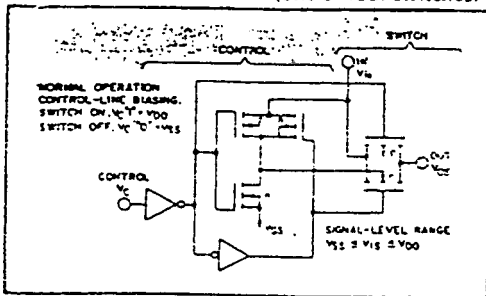 SWITCH
CONTROL
IN
Vis
NORMAL OPERATION
CONTROL-LINE BIASING.
SWITCH ON, VC "1" = VDD
SWITCH OFF, VC "0" = VSS
CONTROL
VC
OUT
VSS
SIGNAL-LEVEL RANGE
VSS ≤ VIS ≤ VDD